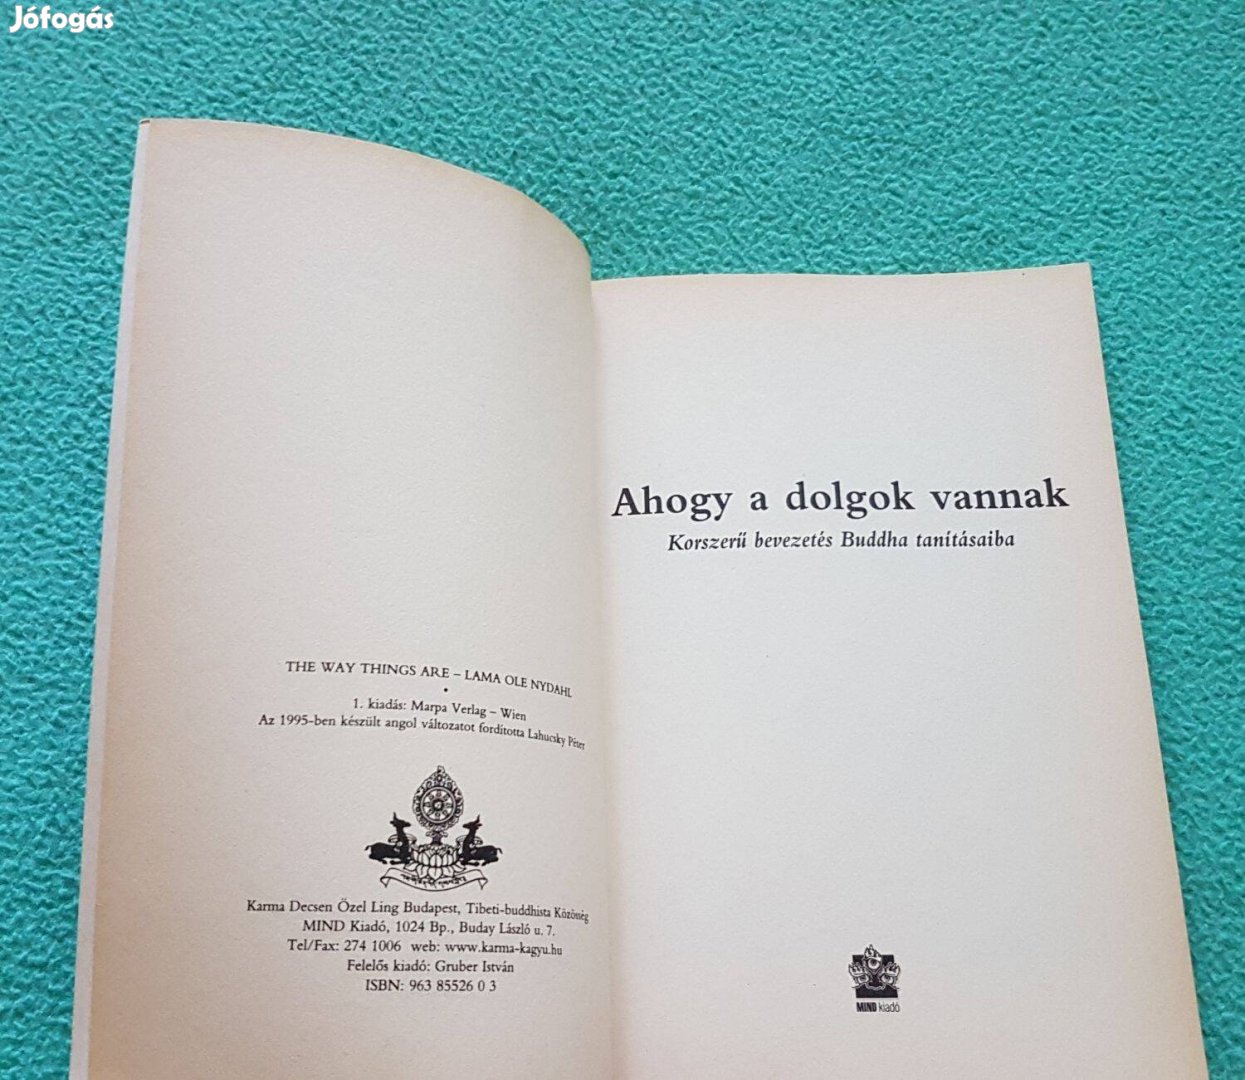 Jófogás
THE WAY THINGS ARE – LAMA OLE NYDAHL
•
1. kiadás: Marpa Verlag – Wien
Az 1995-ben készült angol változatot fordította Lahucsky Péter
Karma Decsen Özel Ling Budapest, Tibeti-buddhista Közösség
MIND Kiadó, 1024 Bp., Buday László u. 7.
Tel/Fax: 274 1006 web: www.karma-kagyu.hu
Felelős kiadó: Gruber István
ISBN: 963 85526 0 3
Ahogy a dolgok vannak
Korszerű bevezetés Buddha tanításaiba
MIND kiadó